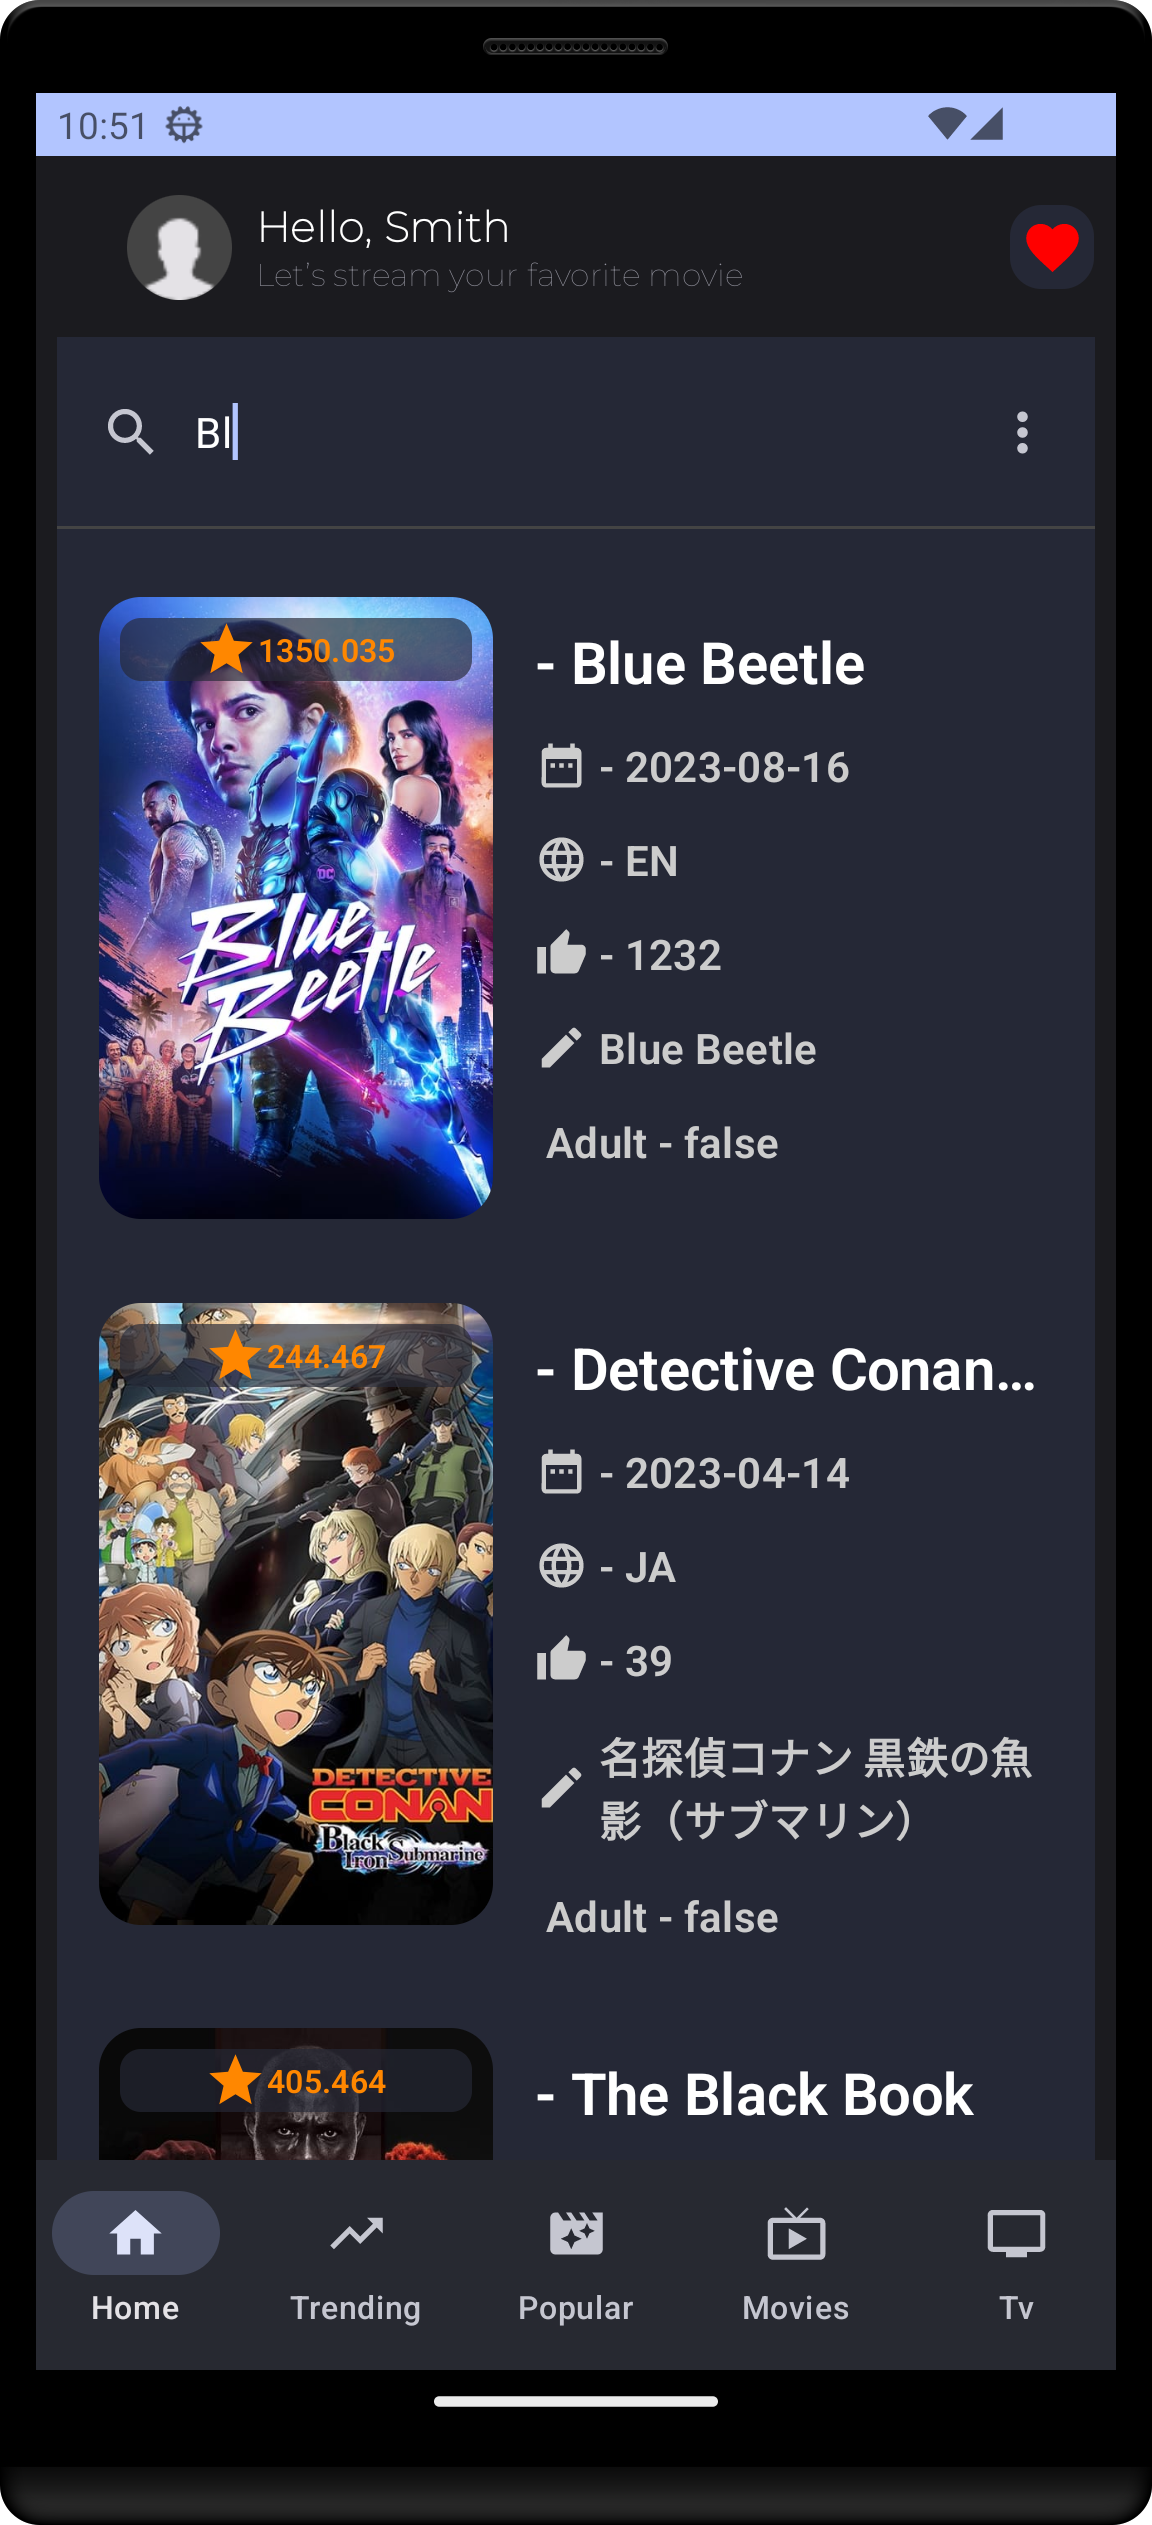 10:51
Hello, Smith
Let's stream your favorite movie
Bl
1350.035
- Blue Beetle
- 2023-08-16
- EN
- 1232
Blue Beetle
Adult - false
DC
Blue
Beetle
244.467
- Detective Conan...
- 2023-04-14
- JA
- 39
名探偵コナン 黒鉄の魚
影（サブマリン）
Adult - false
DETECTIVE
CONAN
Black
Iron Submarine
405.464
- The Black Book
Home
Trending
Popular
Movies
Tv